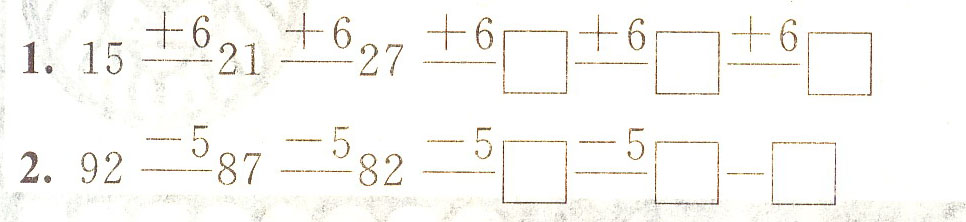 1. 15 +6 21 +6 27 +6 □ +6 □ +6 □
2. 92 −5 87 −5 82 −5 □ −5 □ − □